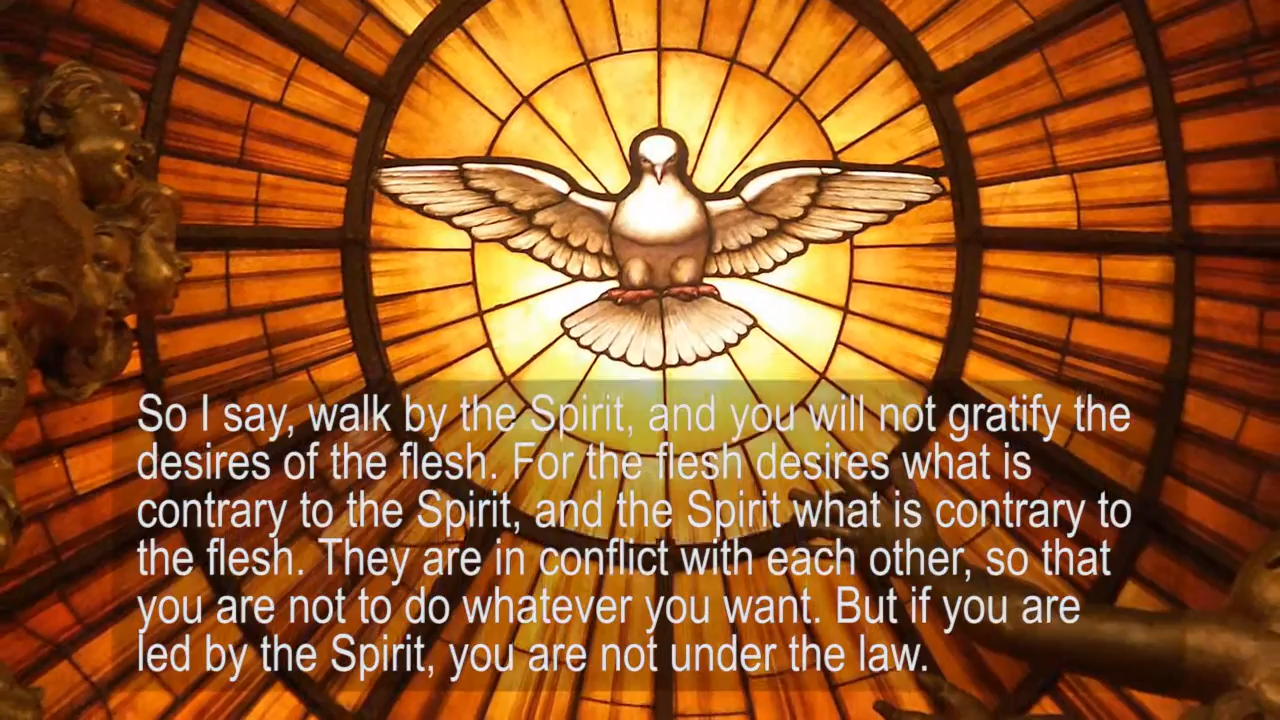 So I say, walk by the Spirit, and you will not gratify the
desires of the flesh. For the flesh desires what is
contrary to the Spirit, and the Spirit what is contrary to
the flesh. They are in conflict with each other, so that
you are not to do whatever you want. But if you are
led by the Spirit, you are not under the law.